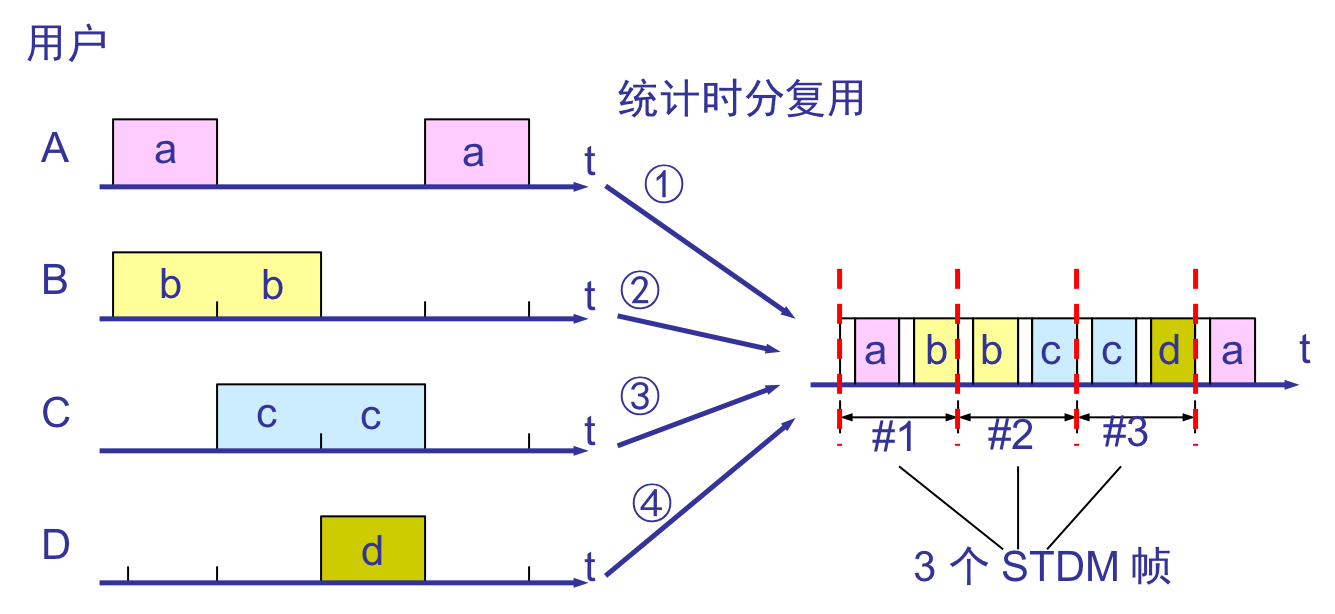 用户
统计时分复用
A a a t ①
B b b t ②
a b b c c d a t
C c c t ③
#1 #2 #3
D d t ④
3 个 STDM 帧